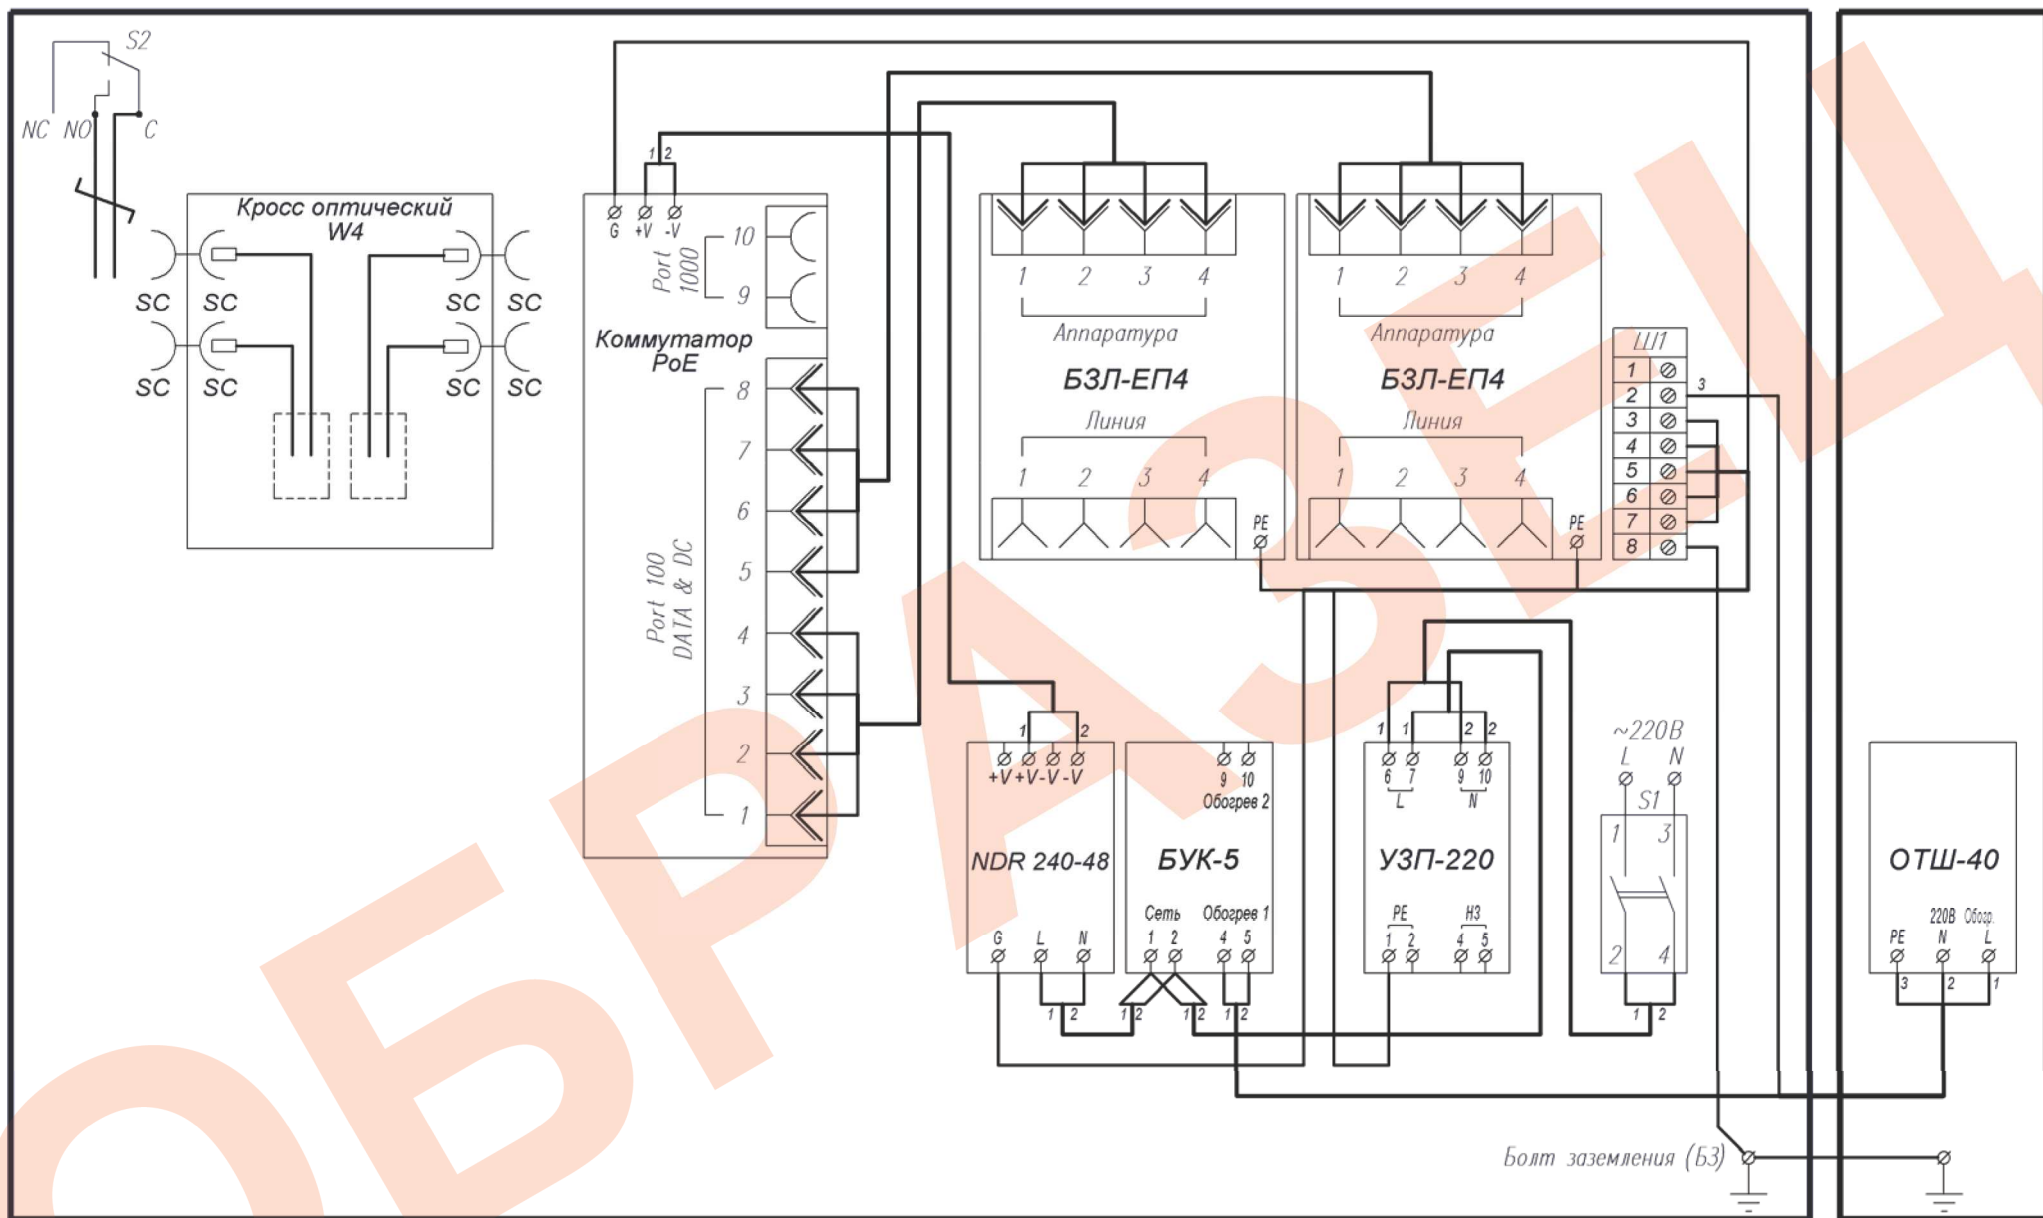 S2
NC NO C
Кросс оптический
W4
SC SC SC SC
SC SC SC SC
1 2
G +V -V
10
9
Port 1000
Коммутатор
PoE
8
7
6
5
4
3
2
1
Port 100
DATA & DC
1 2 3 4
Аппаратура
БЗЛ-ЕП4
Линия
1 2 3 4
PE
1 2 3 4
Аппаратура
БЗЛ-ЕП4
Линия
1 2 3 4
PE
Ш1
1
2 3
3
4
5
6
7
8
1 2
+V +V -V -V
NDR 240-48
G L N
1 2
9 10
Обогрев 2
БУК-5
Сеть Обогрев 1
1 2 4 5
1 2 1 2 1 2
1 1 2 2
6 7 9 10
L N
УЗП-220
PE НЗ
1 2 4 5
~220В
L N
S1
1 3
2 4
1 2
ОТШ-40
220В Обогр.
PE N L
3 2 1
Болт заземления (БЗ)
ОБРАЗЕЦ